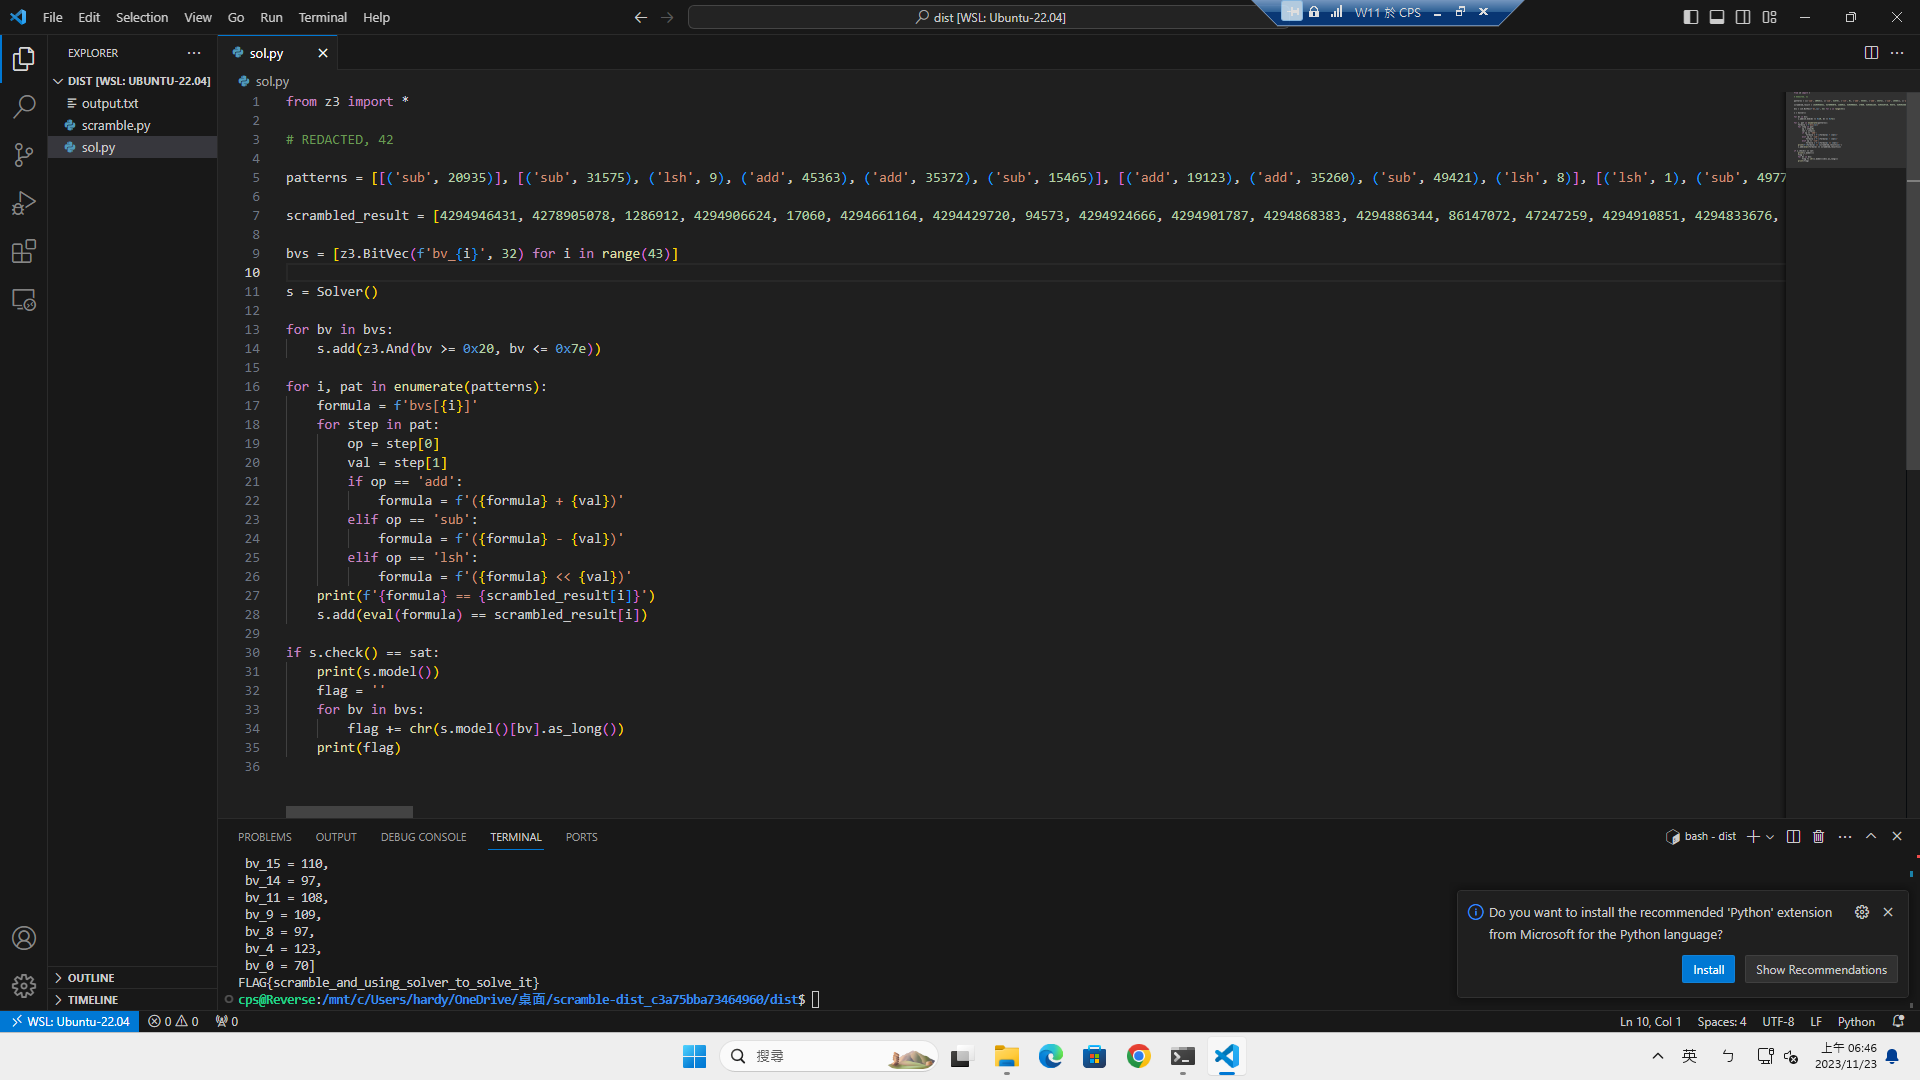 File Edit Selection View Go Run Terminal Help
dist [WSL: Ubuntu-22.04]
W11 於 CPS
EXPLORER
DIST [WSL: UBUNTU-22.04]
output.txt
scramble.py
sol.py
OUTLINE
TIMELINE
sol.py
sol.py
1 from z3 import *
2
3 # REDACTED, 42
4
5 patterns = [[('sub', 20935)], [('sub', 31575), ('lsh', 9), ('add', 45363), ('add', 35372), ('sub', 15465)], [('add', 19123), ('add', 35260), ('sub', 49421), ('lsh', 8)], [('lsh', 1), ('sub', 4977
6
7 scrambled_result = [4294946431, 4278905078, 1286912, 4294906624, 17060, 4294661164, 4294429720, 94573, 4294924666, 4294901787, 4294868383, 4294886344, 86147072, 47247259, 4294910851, 4294833676,
8
9 bvs = [z3.BitVec(f'bv_{i}', 32) for i in range(43)]
10
11 s = Solver()
12
13 for bv in bvs:
14     s.add(z3.And(bv >= 0x20, bv <= 0x7e))
15
16 for i, pat in enumerate(patterns):
17     formula = f'bvs[{i}]'
18     for step in pat:
19         op = step[0]
20         val = step[1]
21         if op == 'add':
22             formula = f'({formula} + {val})'
23         elif op == 'sub':
24             formula = f'({formula} - {val})'
25         elif op == 'lsh':
26             formula = f'({formula} << {val})'
27     print(f'{formula} == {scrambled_result[i]}')
28     s.add(eval(formula) == scrambled_result[i])
29
30 if s.check() == sat:
31     print(s.model())
32     flag = ''
33     for bv in bvs:
34         flag += chr(s.model()[bv].as_long())
35     print(flag)
36
PROBLEMS OUTPUT DEBUG CONSOLE TERMINAL PORTS
bash - dist
bv_15 = 110,
bv_14 = 97,
bv_11 = 108,
bv_9 = 109,
bv_8 = 97,
bv_4 = 123,
bv_0 = 70]
FLAG{scramble_and_using_solver_to_solve_it}
cps@Reverse:/mnt/c/Users/hardy/OneDrive/桌面/scramble-dist_c3a75bba73464960/dist$
Do you want to install the recommended 'Python' extension
from Microsoft for the Python language?
Install
Show Recommendations
WSL: Ubuntu-22.04
0 0
0
Ln 10, Col 1 Spaces: 4 UTF-8 LF Python
搜尋
英
ㄅ
上午 06:46
2023/11/23